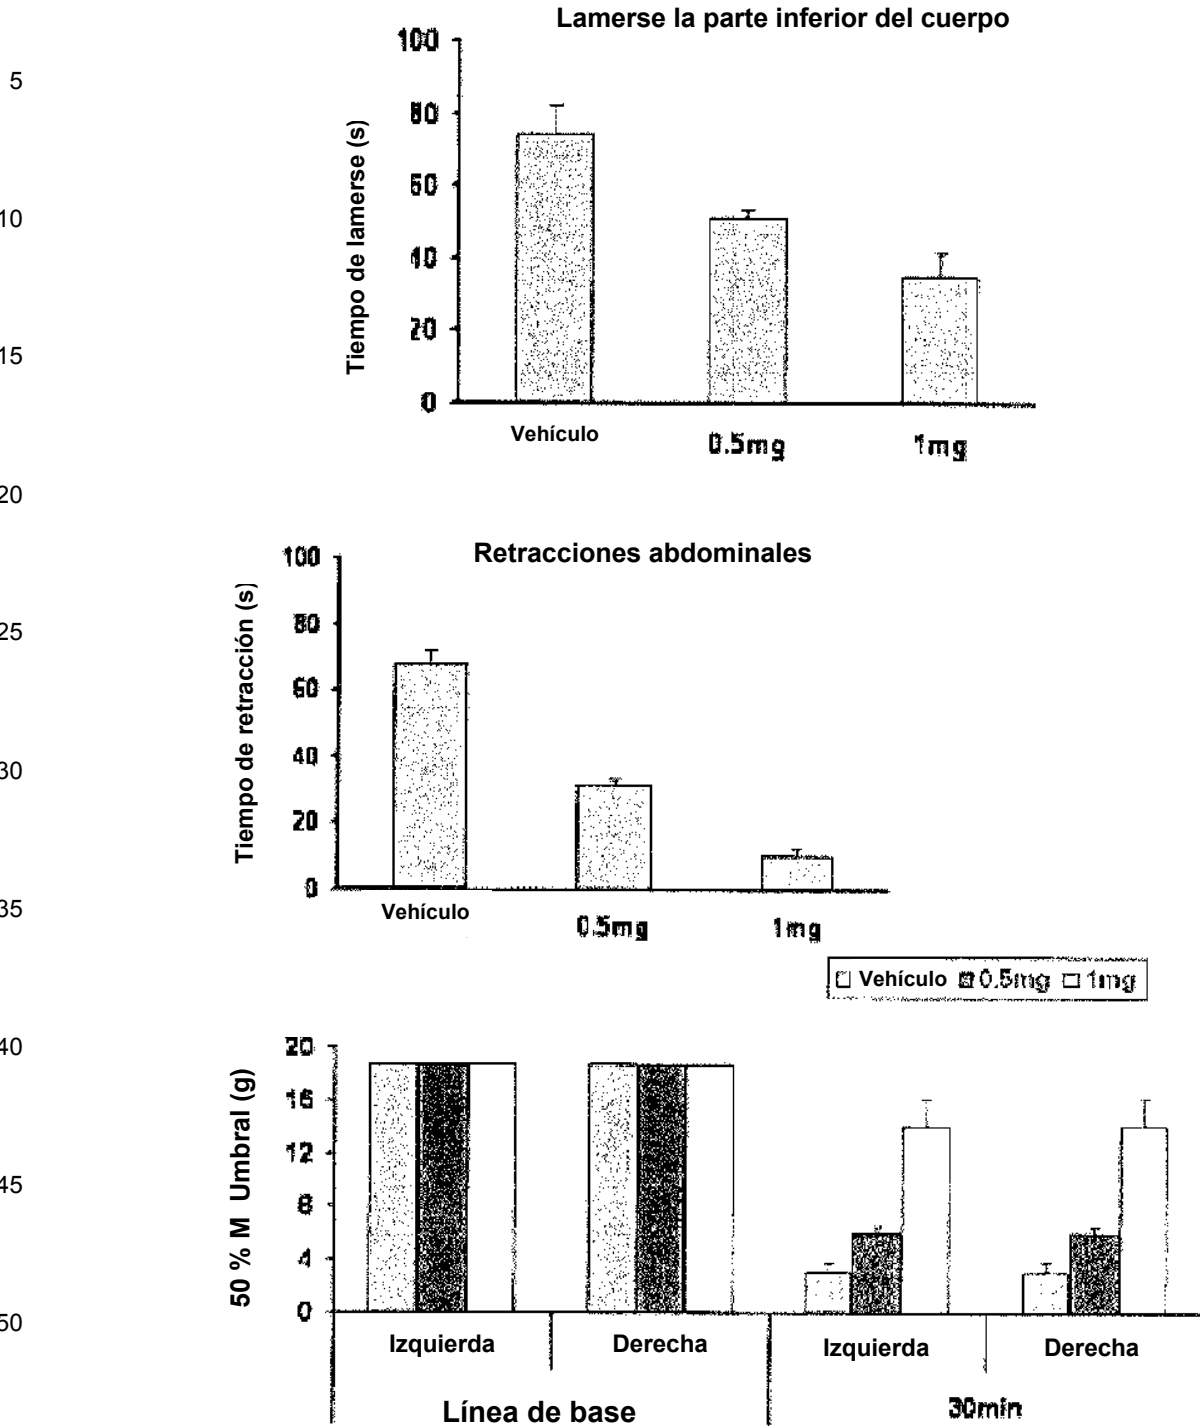 Lamerse la parte inferior del cuerpo
100
5
80
Tiempo de lamerse (s)
60
10
40
15
20
0
Vehículo 0.5mg 1mg
20
Retracciones abdominales
100
25
80
Tiempo de retracción (s)
60
30
40
20
0
35
Vehículo 0.5mg 1mg
Vehículo 0.5mg 1mg
40
20
16
50 % M Umbral (g)
12
45
8
4
0
50
Izquierda Derecha Izquierda Derecha
Línea de base 30min